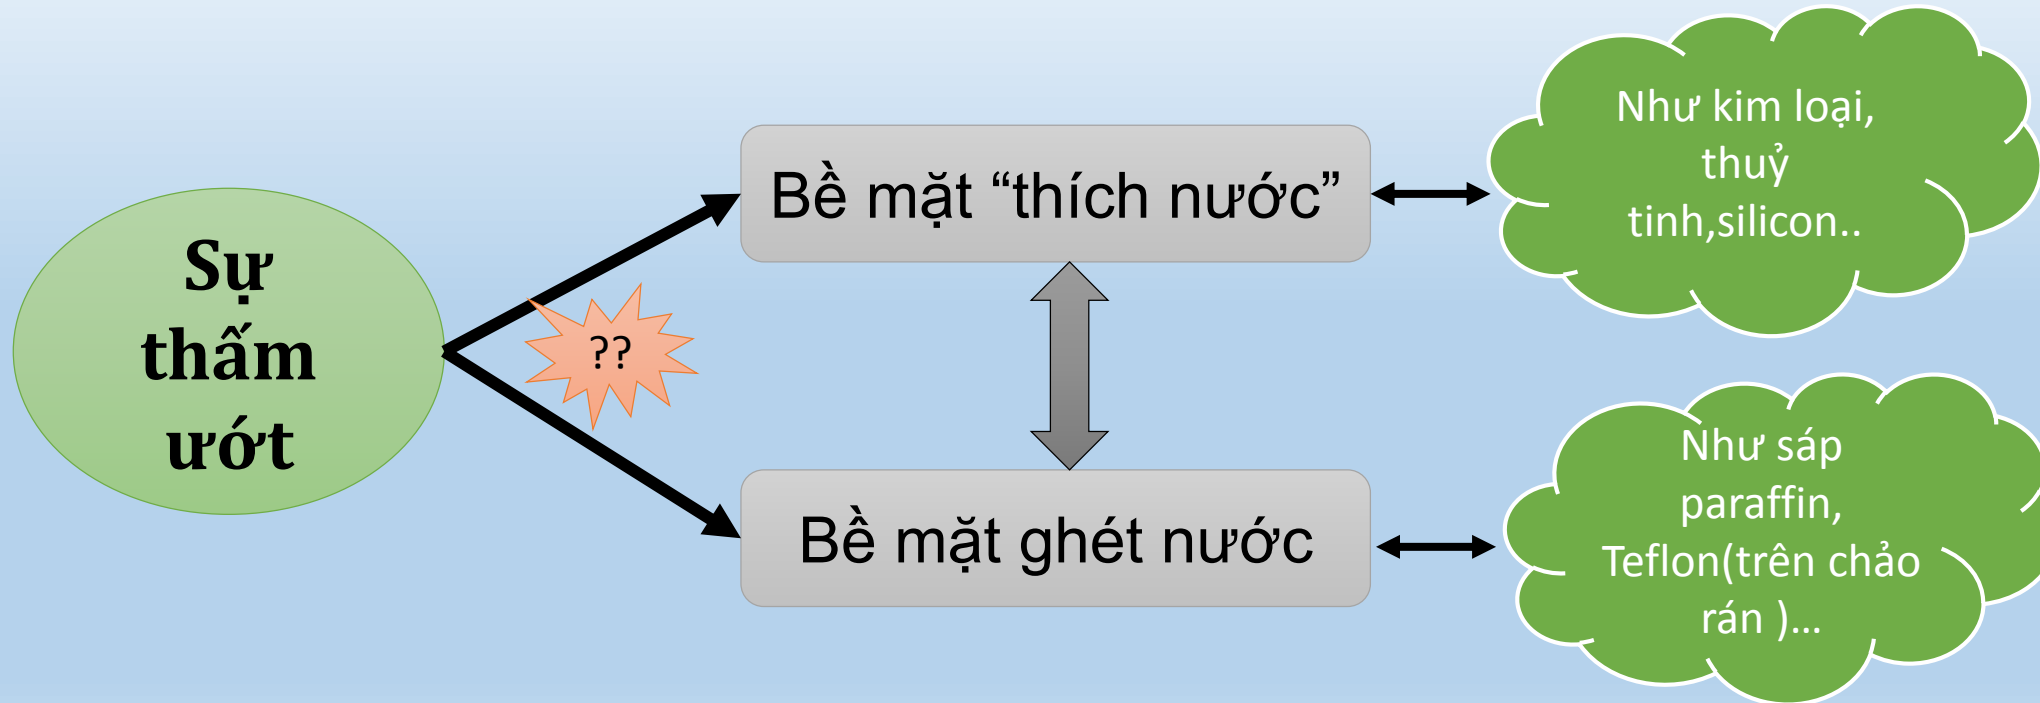 Sự
thấm
ướt
??
Bề mặt “thích nước”
Như kim loại,
thuỷ
tinh,silicon..
Bề mặt ghét nước
Như sáp
paraffin,
Teflon(trên chảo
rán )...